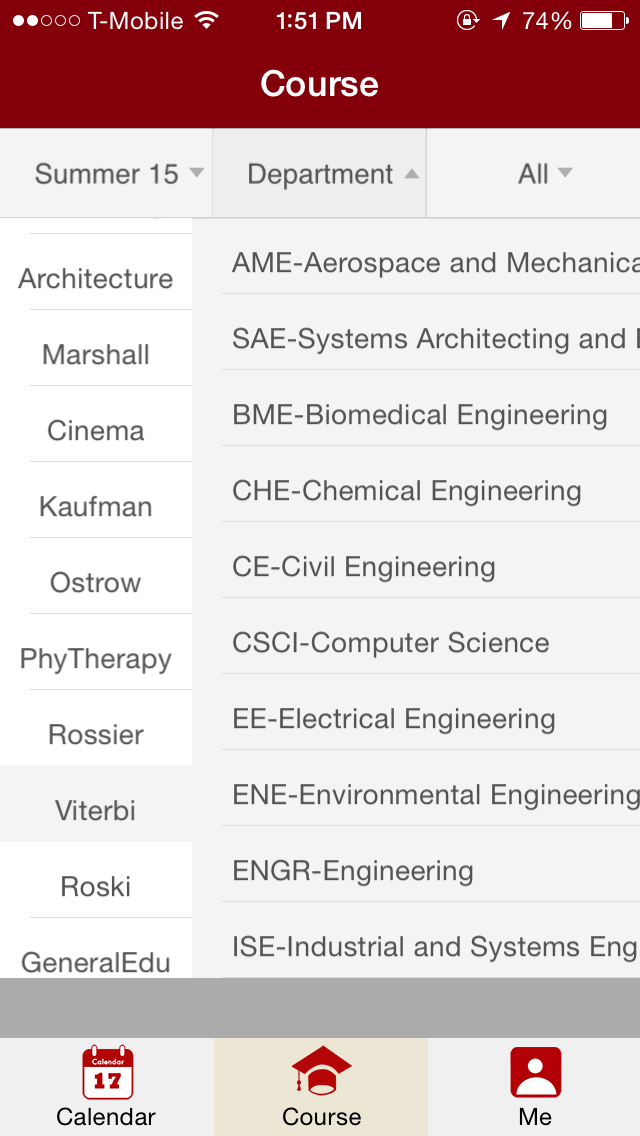 T-Mobile 1:51 PM 74%
Course
Summer 15 Department All
Architecture
Marshall
Cinema
Kaufman
Ostrow
PhyTherapy
Rossier
Viterbi
Roski
GeneralEdu
AME-Aerospace and Mechanica
SAE-Systems Architecting and
BME-Biomedical Engineering
CHE-Chemical Engineering
CE-Civil Engineering
CSCI-Computer Science
EE-Electrical Engineering
ENE-Environmental Engineering
ENGR-Engineering
ISE-Industrial and Systems Eng
Calendar
17
Calendar Course Me